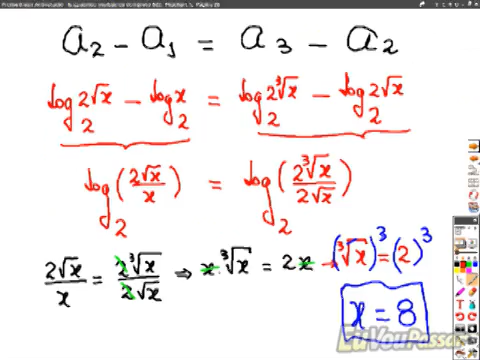 a₂ - a₁ = a₃ - a₂
log₂ 2√x - log₂ x = log₂ 2∛x - log₂ 2√x
log₂ (2√x / x) = log₂ (2∛x / 2√x)
2√x / x = 2∛x / 2√x ⇒ x·∛x = 2x → (∛x)³ = (2)³
x = 8